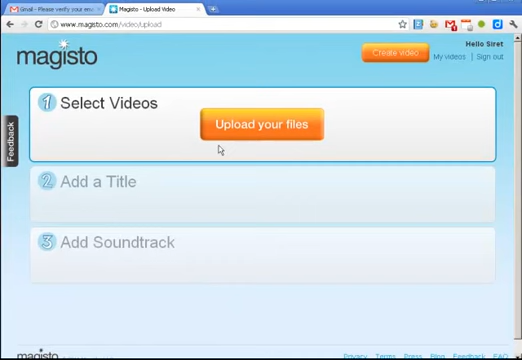 Gmail - Please verify your em
Magisto - Upload Video
www.magisto.com/video/upload
magisto
Hello Siret
Create video
My videos | Sign out
Feedback
1 Select Videos
Upload your files
2 Add a Title
3 Add Soundtrack
magisto
Privacy Terms Press Blog Feedback FAQ